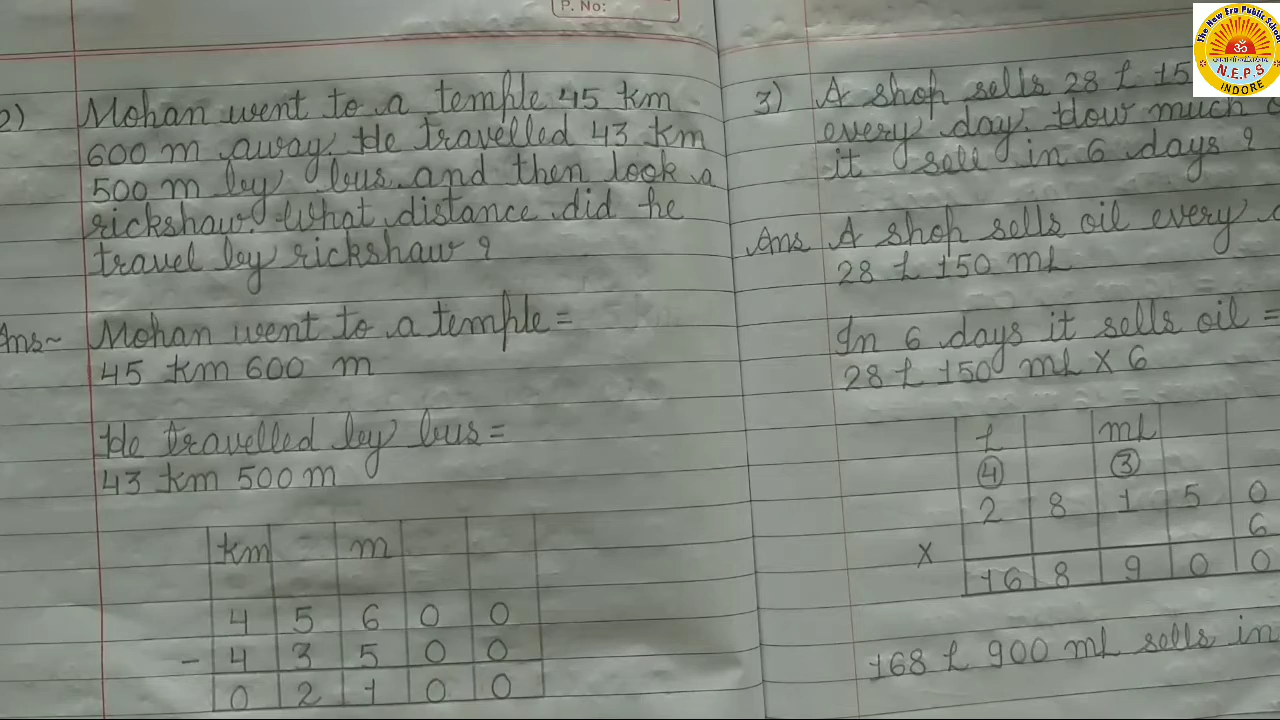 P. No:
2)
Mohan went to a temple 45 km
600 m away He travelled 43 km
500 m by bus and then look a
rickshaw. What distance did he
travel by rickshaw ?
Ans~ Mohan went to a temple =
45 km 600 m
He travelled by bus =
43 km 500 m
km m
4 5 6 0 0
- 4 3 5 0 0
0 2 1 0 0
3) A shop sells 28 L 15
every day. How much
it sell in 6 days ?
Ans A shop sells oil every
28 L 150 mL
In 6 days it sells oil =
28 L 150 mL x 6
L mL
4 3
2 8 1 5 0
x 6
16 8 9 0 0
168 L 900 mL sells in
The New Era Public School
ॐ
N.E.P.S
INDORE